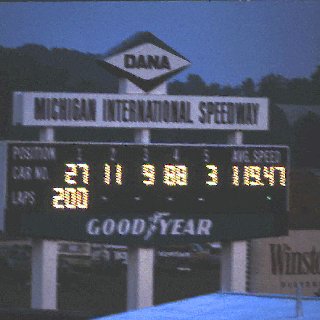 DANA
MICHIGAN INTERNATIONAL SPEEDWAY
POSITION 1 2 3 4 5 AVG. SPEED
CAR NO. 27 11 9 88 3 119.47
LAPS 200
GOODYEAR
Winston